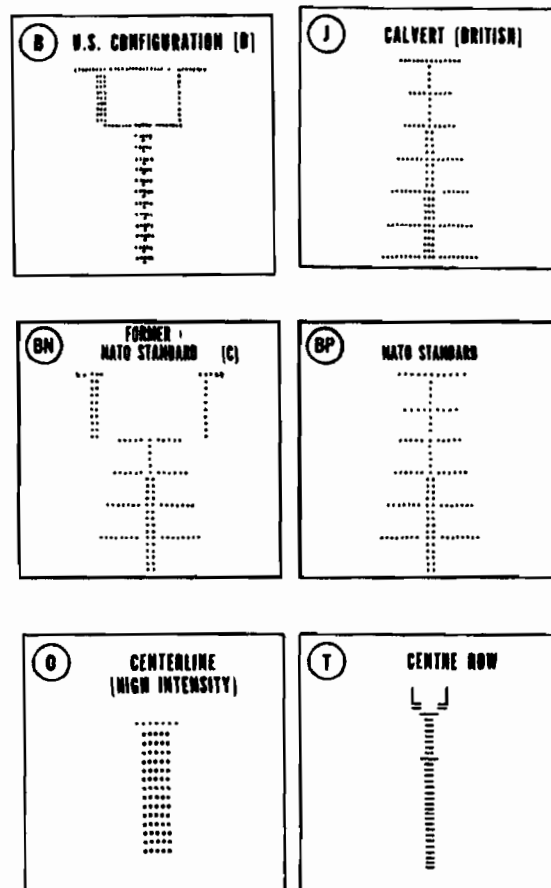 B U.S. CONFIGURATION (B)
J CALVERT (BRITISH)
BN FORMER
NATO STANDARD (C)
BP NATO STANDARD
O CENTERLINE
(HIGH INTENSITY)
T CENTRE ROW